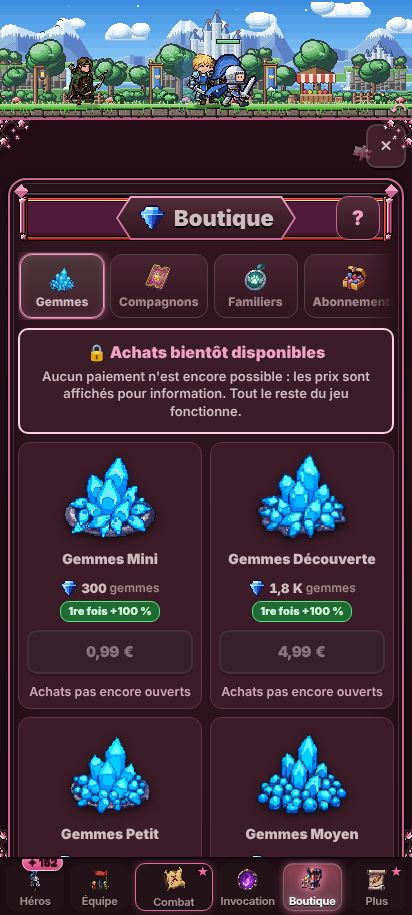 Boutique
?
Gemmes
Compagnons
Familiers
Abonnement
Achats bientôt disponibles
Aucun paiement n'est encore possible : les prix sont
affichés pour information. Tout le reste du jeu
fonctionne.
Gemmes Mini
300 gemmes
1re fois +100 %
0,99 €
Achats pas encore ouverts
Gemmes Découverte
1,8 K gemmes
1re fois +100 %
4,99 €
Achats pas encore ouverts
Gemmes Petit
Gemmes Moyen
Héros
Équipe
Combat
Invocation
Boutique
Plus